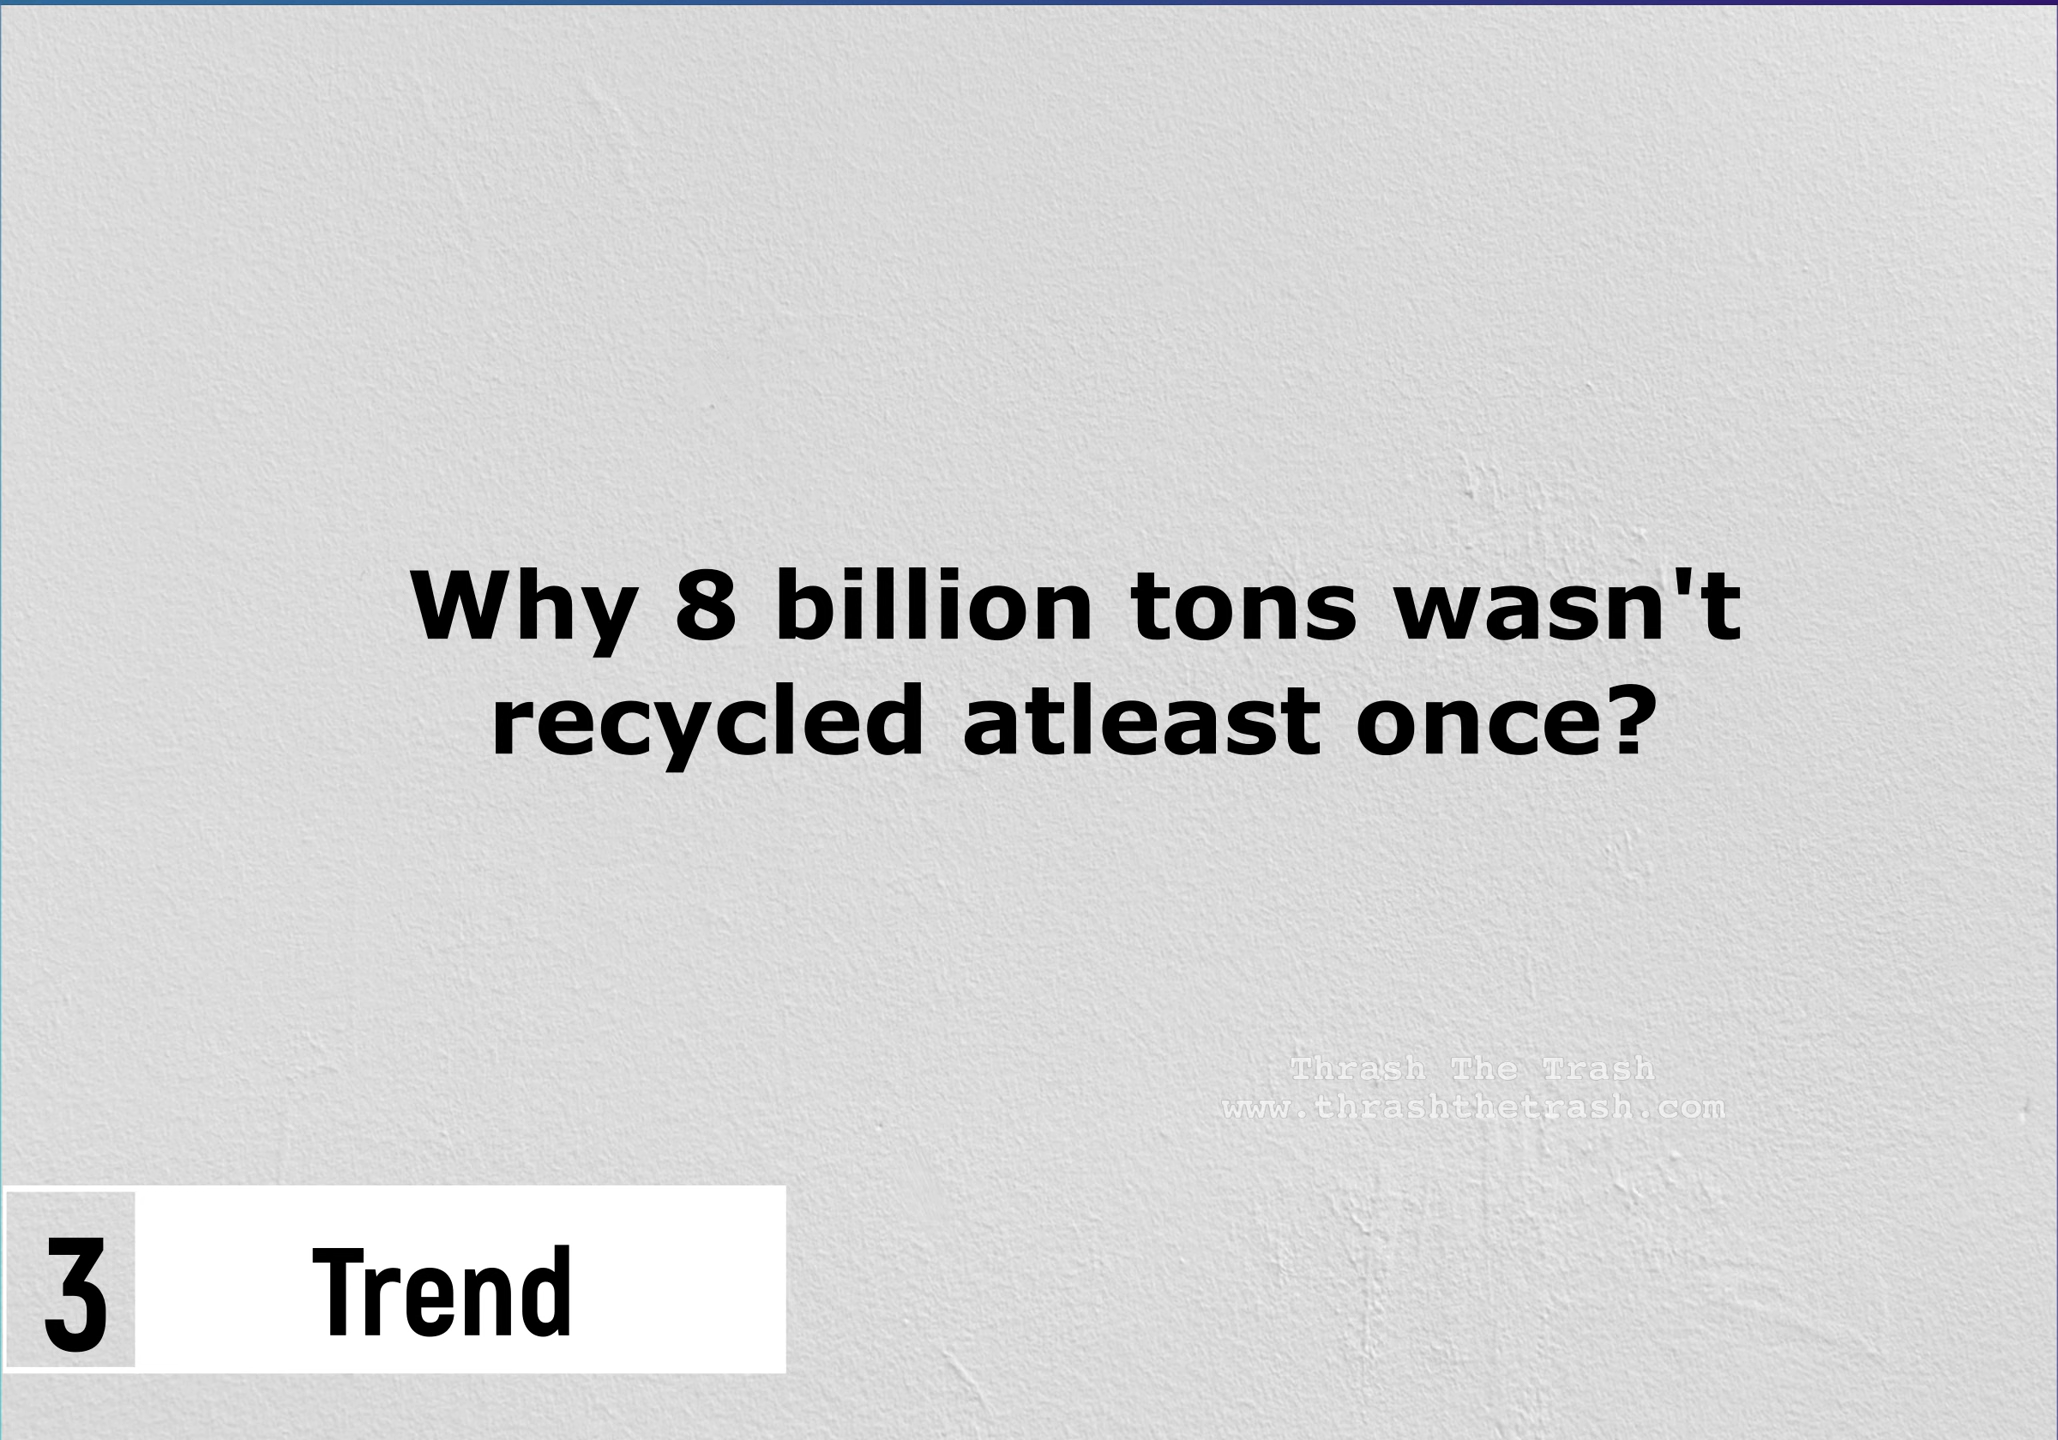 Why 8 billion tons wasn't
recycled atleast once?
Thrash The Trash
www.thrashthetrash.com
3 Trend